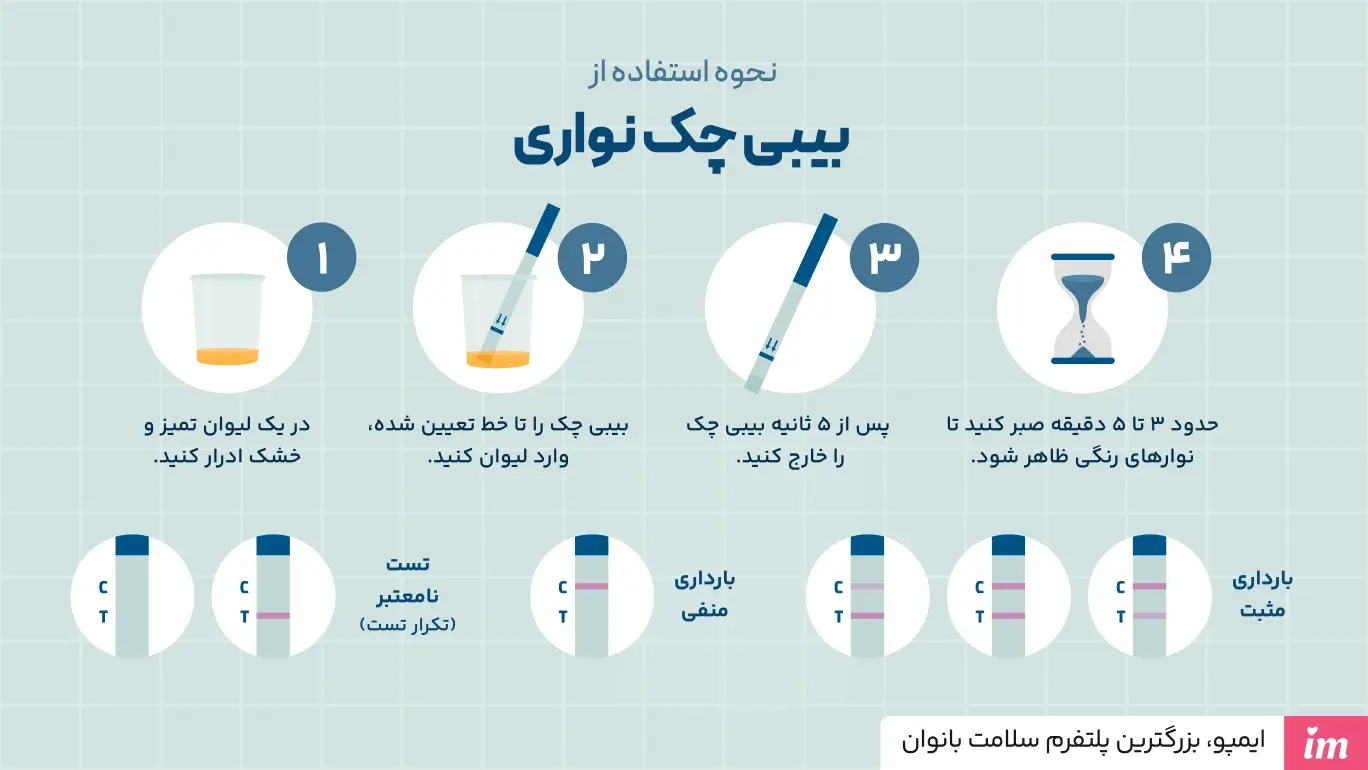 نحوه استفاده از
بیبی چک نواری
۱
در یک لیوان تمیز و
خشک ادرار کنید.
۲
بیبی چک را تا خط تعیین شده،
وارد لیوان کنید.
۳
پس از ۵ ثانیه بیبی چک
را خارج کنید.
۴
حدود ۳ تا ۵ دقیقه صبر کنید تا
نوارهای رنگی ظاهر شود.
بارداری
مثبت
C
T
C
T
C
T
بارداری
منفی
C
T
تست
نامعتبر
(تکرار تست)
C
T
C
T
ایمپو، بزرگترین پلتفرم سلامت بانوان
im